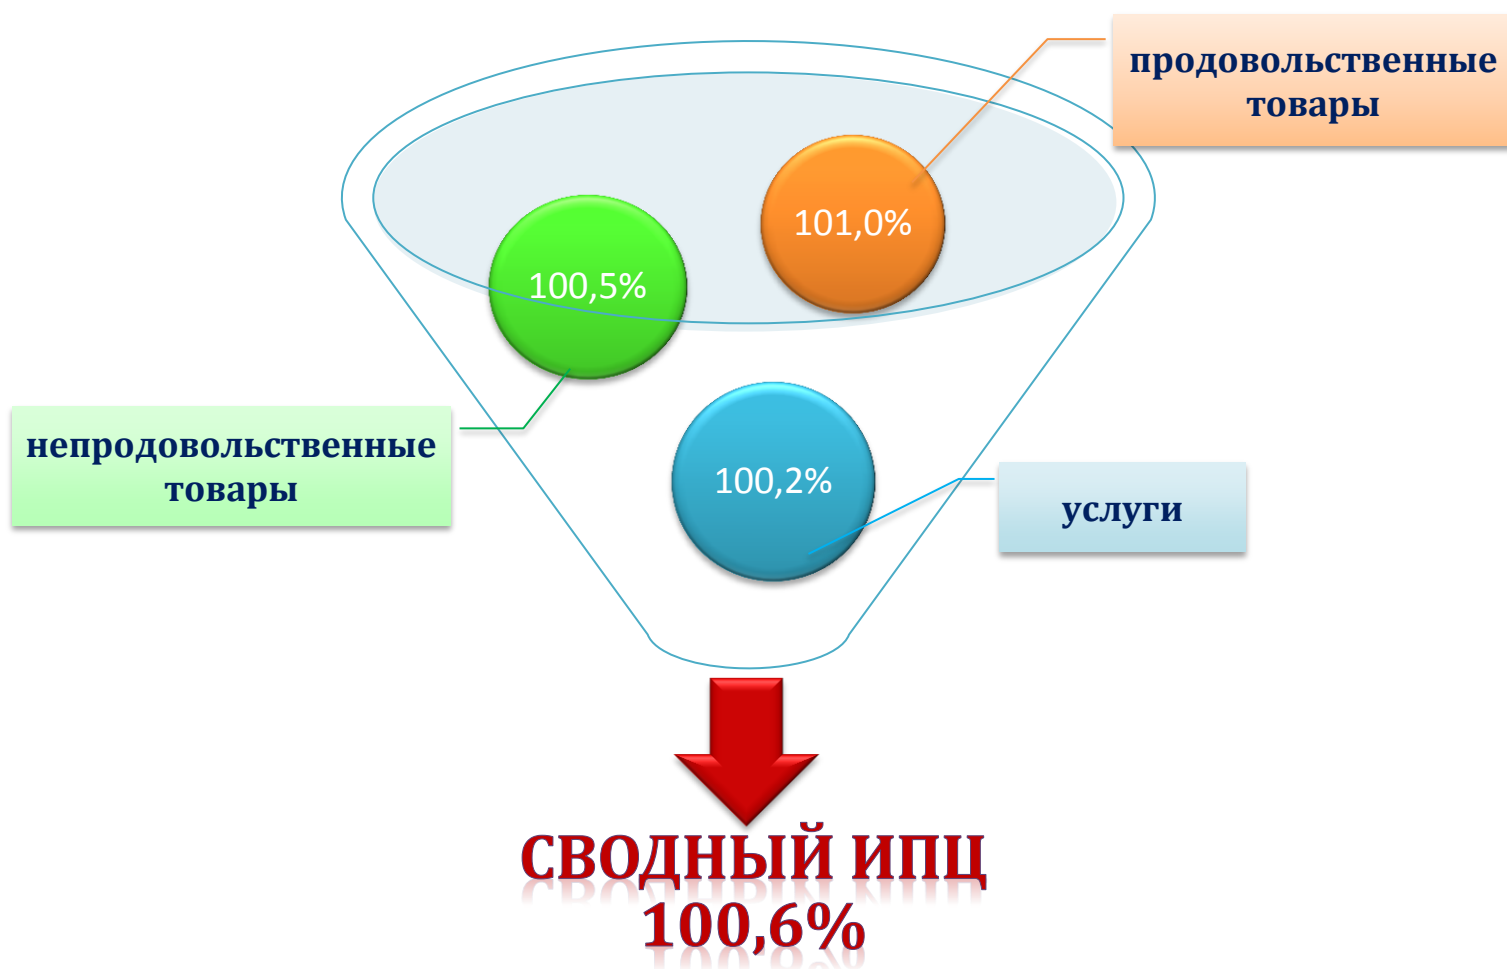 продовольственные
товары
101,0%
100,5%
непродовольственные
товары
100,2%
услуги
СВОДНЫЙ ИПЦ
100,6%